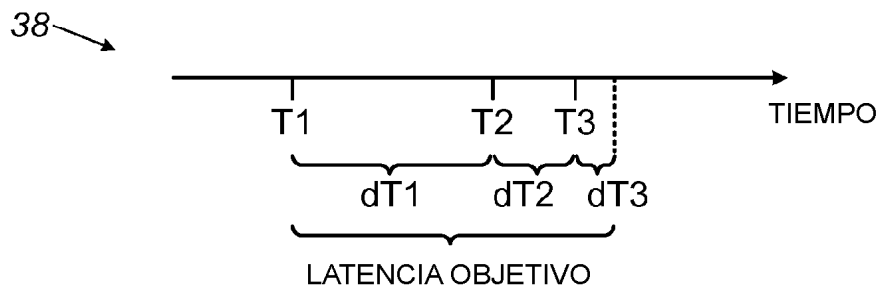 38
T1 T2 T3
TIEMPO
dT1 dT2 dT3
LATENCIA OBJETIVO